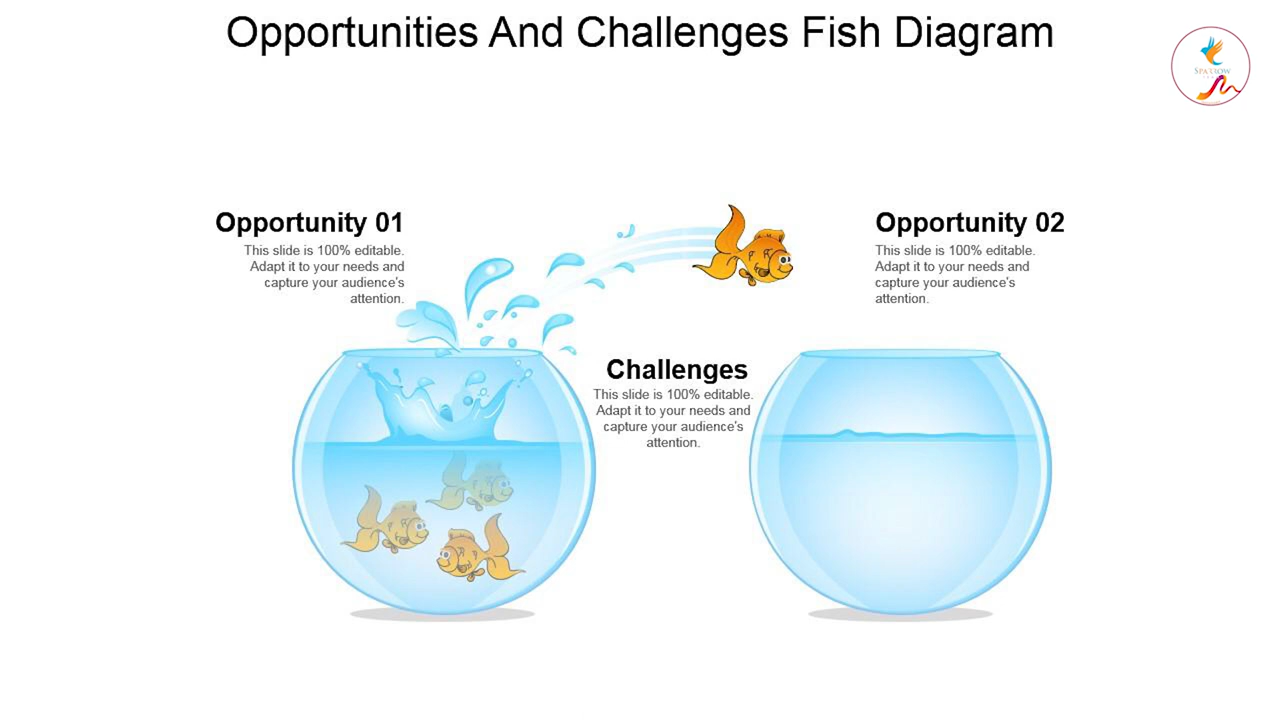 Opportunities And Challenges Fish Diagram
SPARROW
Opportunity 01
This slide is 100% editable.
Adapt it to your needs and
capture your audience's
attention.
Opportunity 02
This slide is 100% editable.
Adapt it to your needs and
capture your audience's
attention.
Challenges
This slide is 100% editable.
Adapt it to your needs and
capture your audience's
attention.